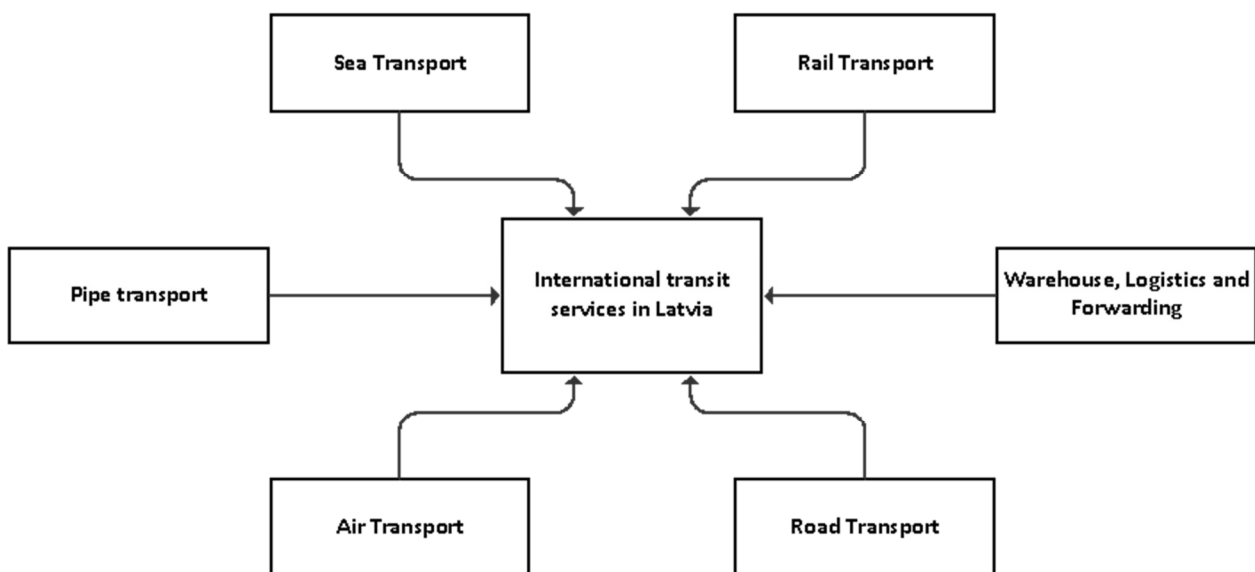 Sea Transport
Rail Transport
Pipe transport
International transit
services in Latvia
Warehouse, Logistics and
Forwarding
Air Transport
Road Transport